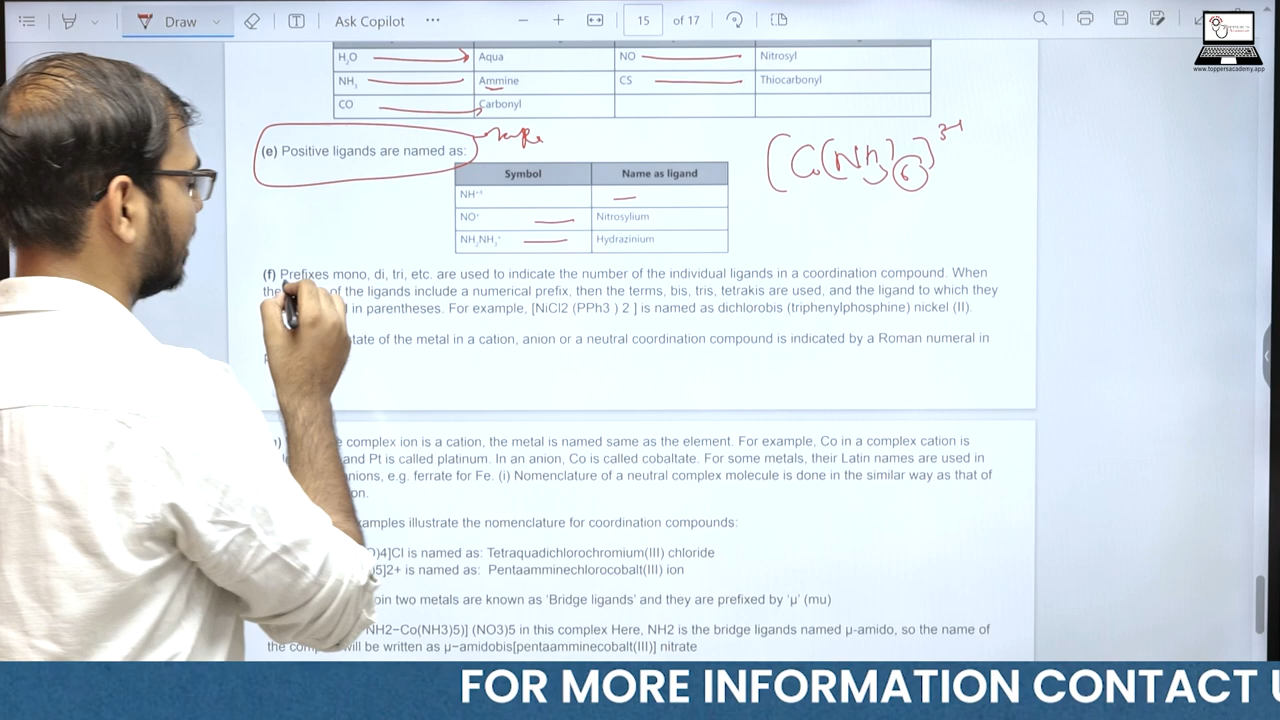 Draw
Ask Copilot
15 of 17
www.toppersacademy.app
H₂O Aqua NO Nitrosyl
NH₃ Ammine CS Thiocarbonyl
CO Carbonyl
(e) Positive ligands are named as:
[Co(NH3)6]3+
Symbol Name as ligand
NH⁺⁴
NO⁺ Nitrosylium
NH₂NH₃⁺ Hydrazinium
(f) Prefixes mono, di, tri, etc. are used to indicate the number of the individual ligands in a coordination compound. When
the of the ligands include a numerical prefix, then the terms, bis, tris, tetrakis are used, and the ligand to which they
in parentheses. For example, [NiCl2 (PPh3 ) 2 ] is named as dichlorobis (triphenylphosphine) nickel (II).
tate of the metal in a cation, anion or a neutral coordination compound is indicated by a Roman numeral in
complex ion is a cation, the metal is named same as the element. For example, Co in a complex cation is
and Pt is called platinum. In an anion, Co is called cobaltate. For some metals, their Latin names are used in
nions, e.g. ferrate for Fe. (i) Nomenclature of a neutral complex molecule is done in the similar way as that of
on.
amples illustrate the nomenclature for coordination compounds:
)4]Cl is named as: Tetraquadichlorochromium(III) chloride
)5]2+ is named as: Pentaamminechlorocobalt(III) ion
oin two metals are known as ‘Bridge ligands’ and they are prefixed by ‘μ’ (mu)
NH2−Co(NH3)5)] (NO3)5 in this complex Here, NH2 is the bridge ligands named μ-amido, so the name of
the will be written as μ−amidobis[pentaamminecobalt(III)] nitrate
FOR MORE INFORMATION CONTACT U